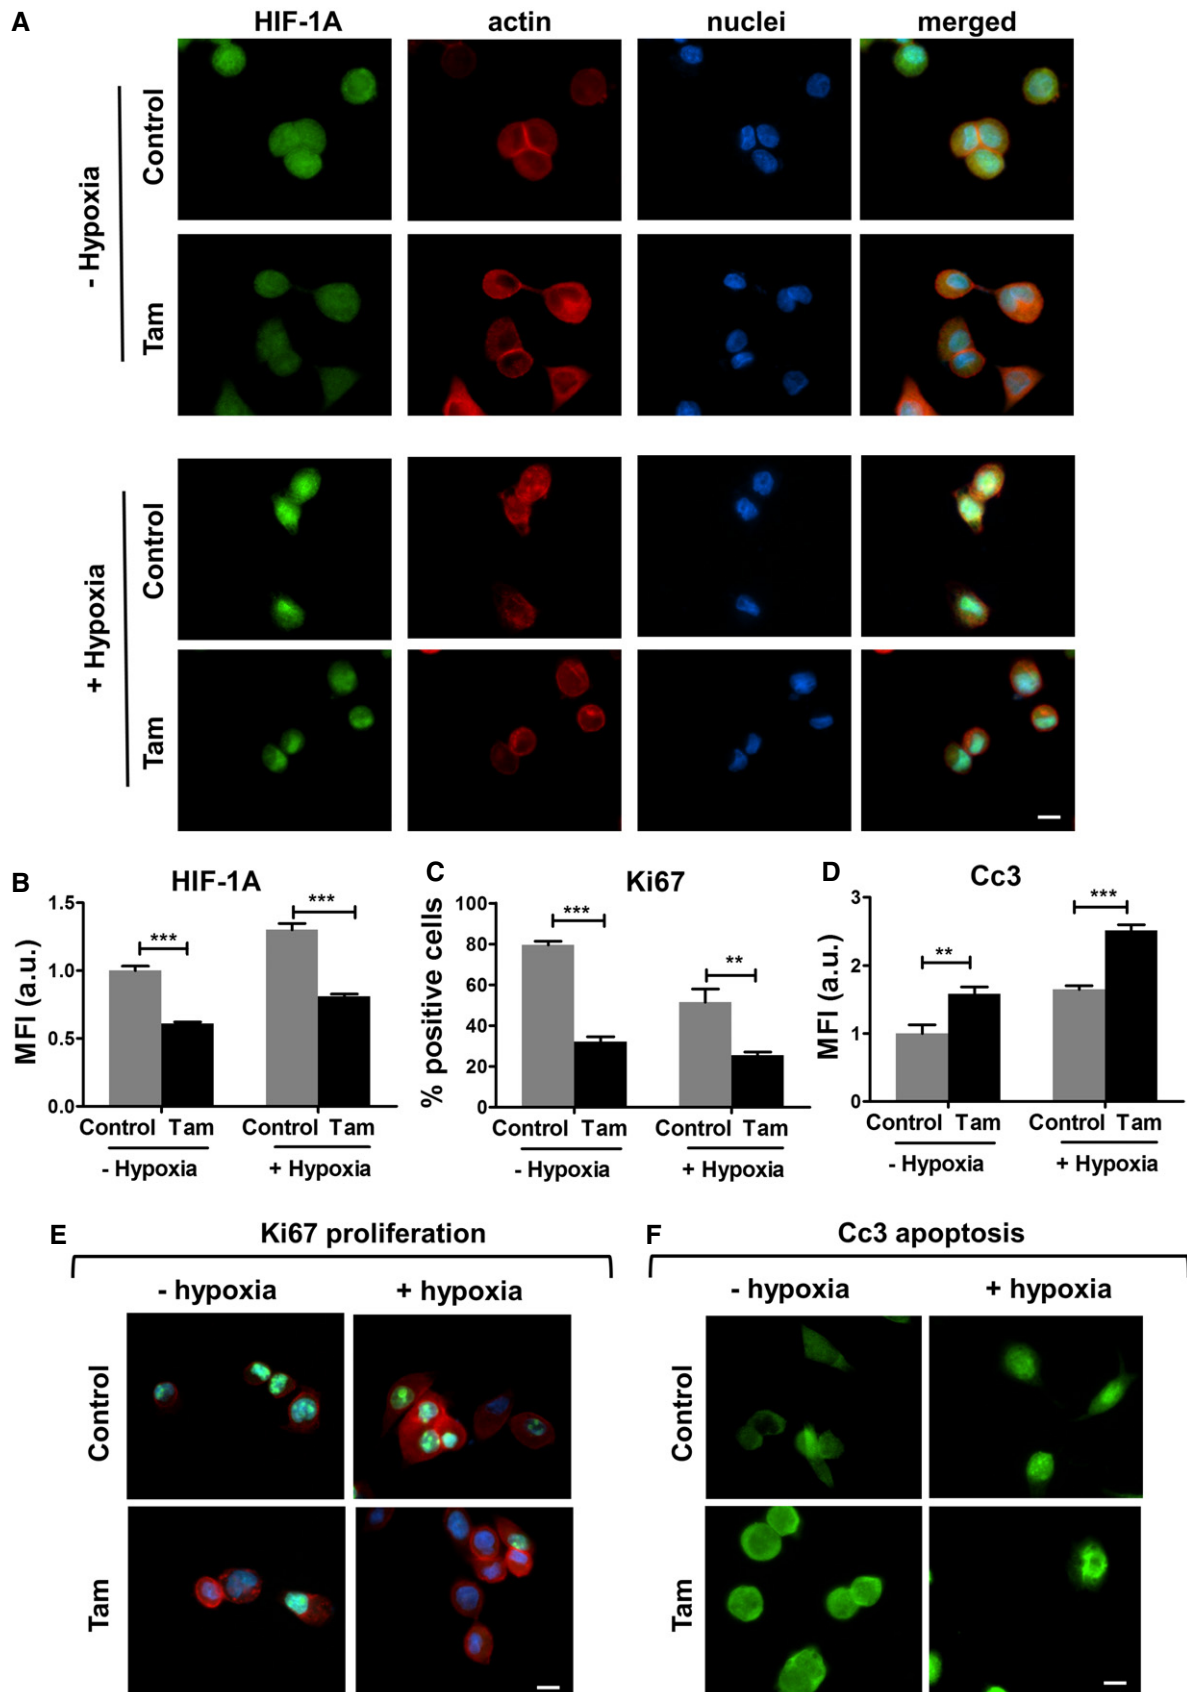 A
HIF-1A actin nuclei merged
- Hypoxia
Control
Tam
+ Hypoxia
Control
Tam
B
HIF-1A
MFI (a.u.)
1.5
1.0
0.5
0.0
***
***
Control Tam Control Tam
- Hypoxia + Hypoxia
C
Ki67
% positive cells
100
80
60
40
20
0
***
**
Control Tam Control Tam
- Hypoxia + Hypoxia
D
Cc3
MFI (a.u.)
3
2
1
0
**
***
Control Tam Control Tam
- Hypoxia + Hypoxia
E
Ki67 proliferation
- hypoxia + hypoxia
Control
Tam
F
Cc3 apoptosis
- hypoxia + hypoxia
Control
Tam